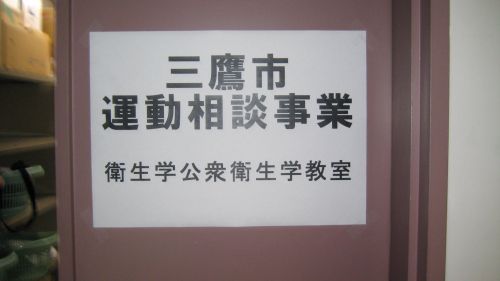 三鷹市
運動相談事業
衛生学公衆衛生学教室